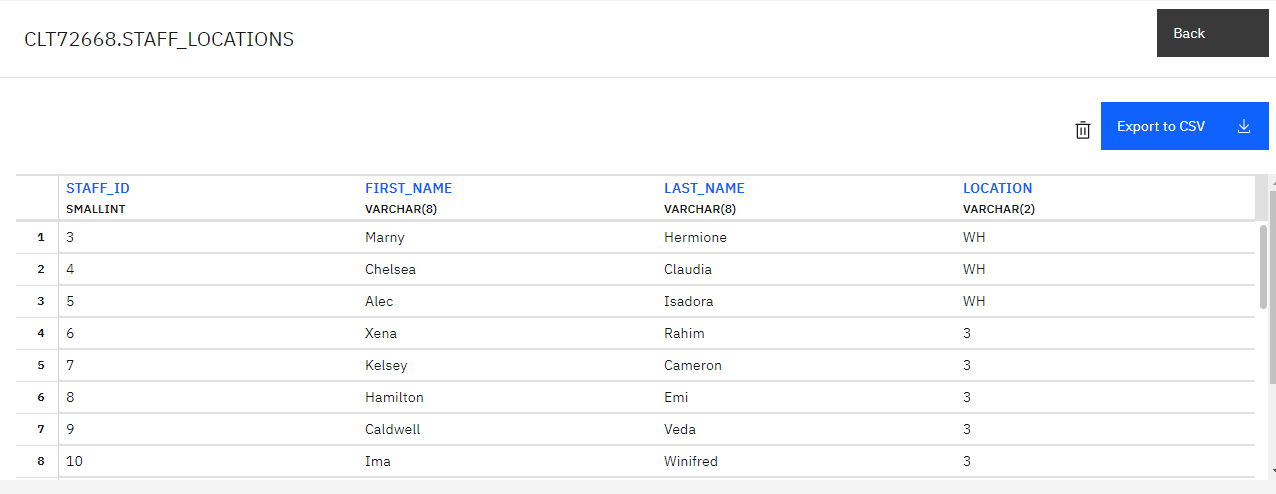 CLT72668.STAFF_LOCATIONS
Back
Export to CSV
STAFF_ID FIRST_NAME LAST_NAME LOCATION
SMALLINT VARCHAR(8) VARCHAR(8) VARCHAR(2)
1 3 Marny Hermione WH
2 4 Chelsea Claudia WH
3 5 Alec Isadora WH
4 6 Xena Rahim 3
5 7 Kelsey Cameron 3
6 8 Hamilton Emi 3
7 9 Caldwell Veda 3
8 10 Ima Winifred 3